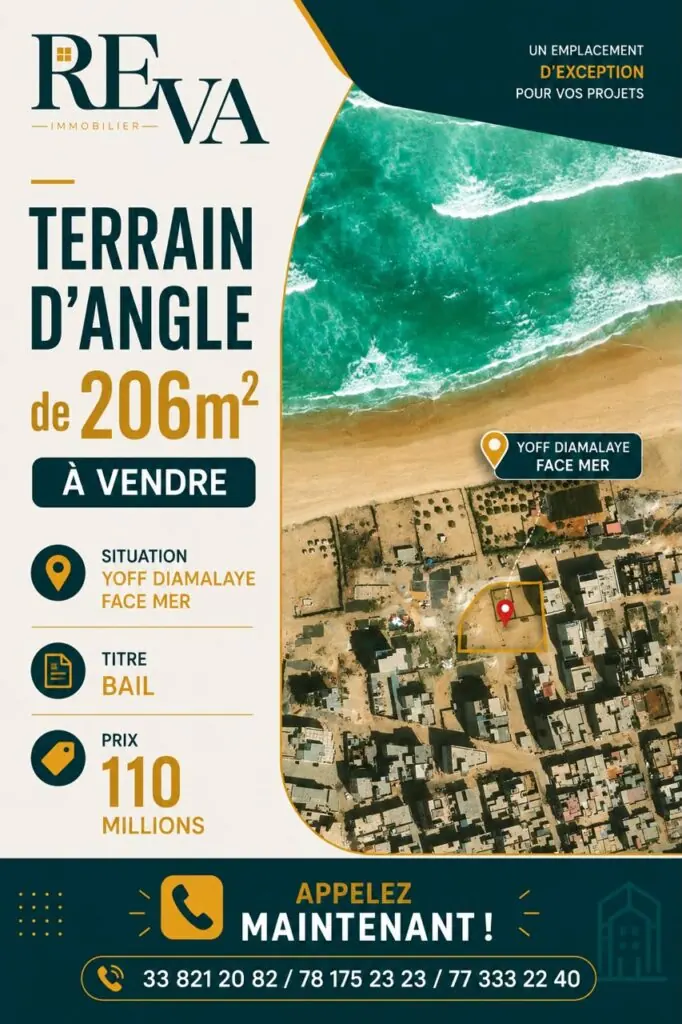 REVA
IMMOBILIER
UN EMPLACEMENT
D'EXCEPTION
POUR VOS PROJETS
TERRAIN
D'ANGLE
de 206m²
À VENDRE
SITUATION
YOFF DIAMALAYE
FACE MER
TITRE
BAIL
PRIX
110
MILLIONS
YOFF DIAMALAYE
FACE MER
APPELEZ
MAINTENANT !
33 821 20 82 / 78 175 23 23 / 77 333 22 40